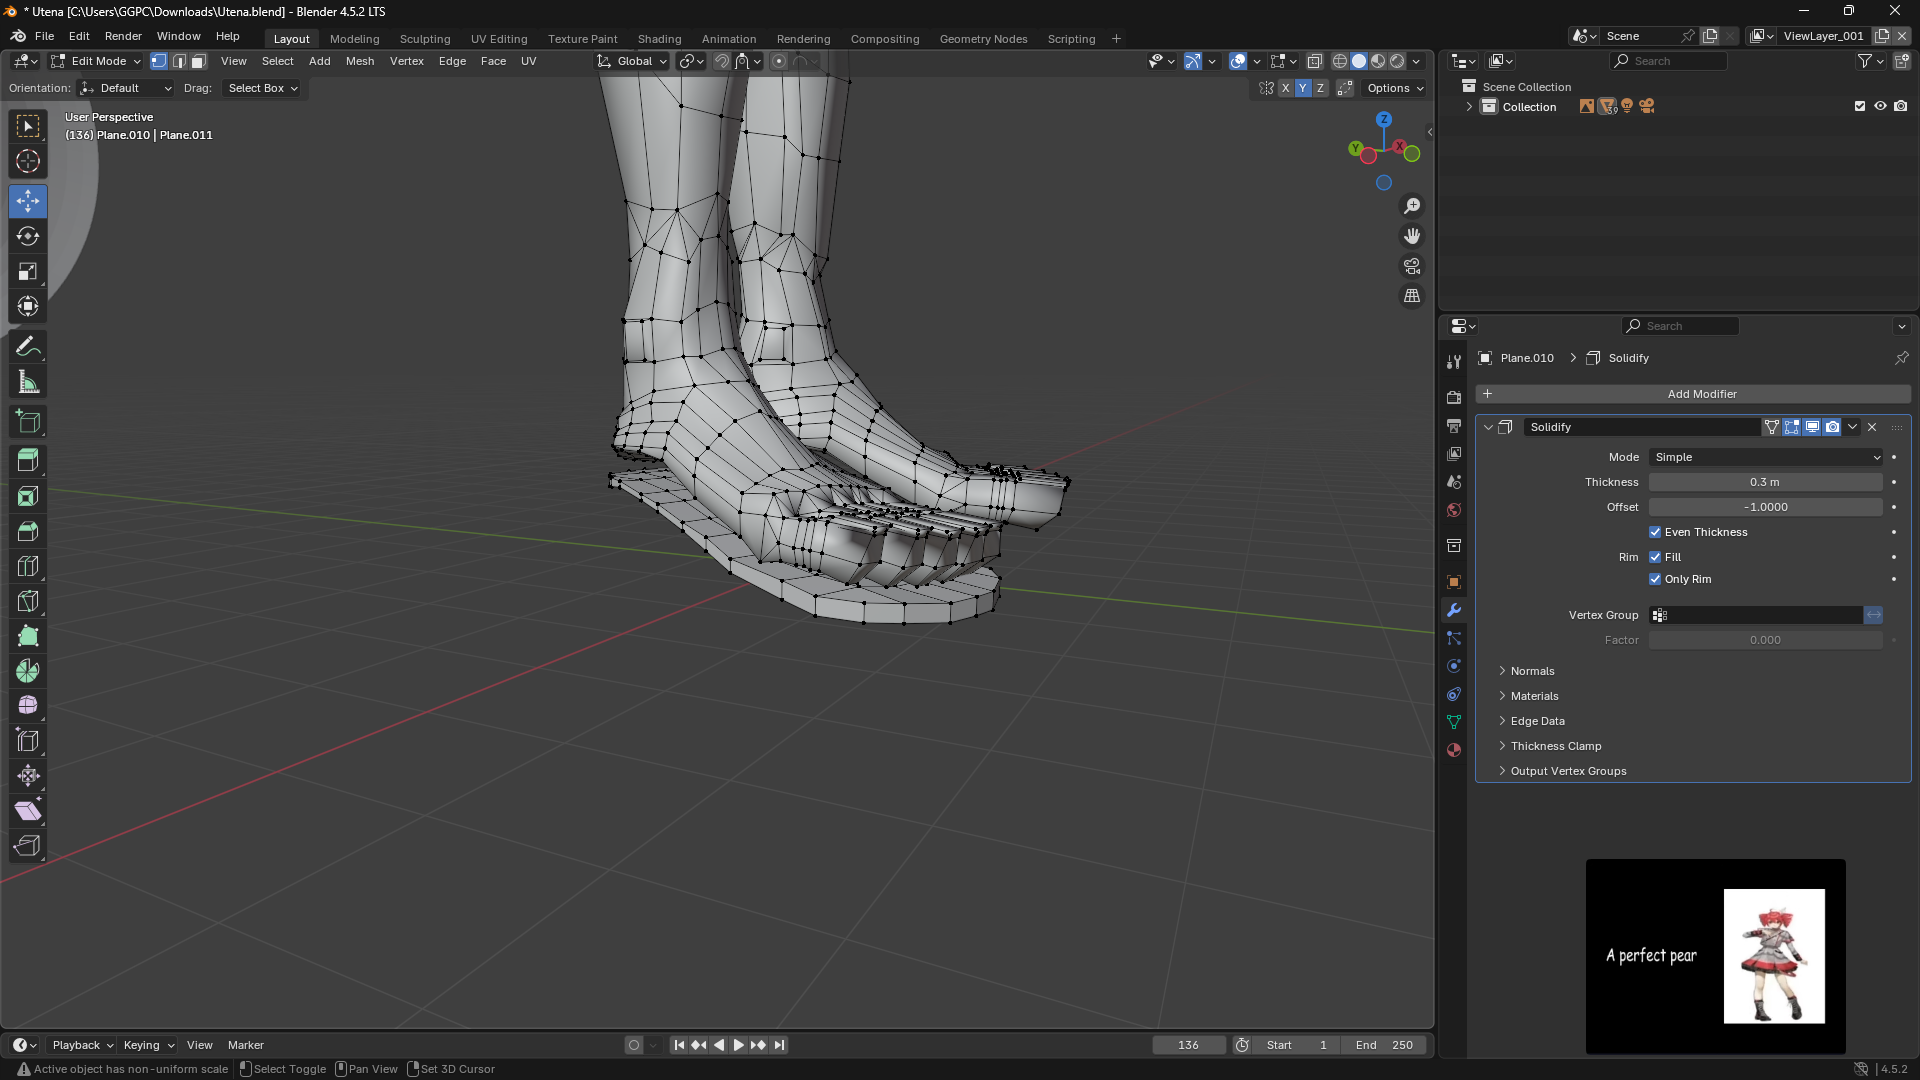 * Utena [C:\Users\GGPC\Downloads\Utena.blend] - Blender 4.5.2 LTS
File Edit Render Window Help Layout Modeling Sculpting UV Editing Texture Paint Shading Animation Rendering Compositing Geometry Nodes Scripting + Scene ViewLayer_001
Edit Mode View Select Add Mesh Vertex Edge Face UV Global Search
Orientation: Default Drag: Select Box X Y Z Options
Scene Collection
Collection 39
User Perspective
(136) Plane.010 | Plane.011
Z
Y X
Search
Plane.010 > Solidify
+ Add Modifier
Solidify
Mode Simple
Thickness 0.3 m
Offset -1.0000
Even Thickness
Rim Fill
Only Rim
Vertex Group
Factor 0.000
Normals
Materials
Edge Data
Thickness Clamp
Output Vertex Groups
A perfect pear
Playback Keying View Marker 136 Start 1 End 250
Active object has non-uniform scale Select Toggle Pan View Set 3D Cursor 4.5.2